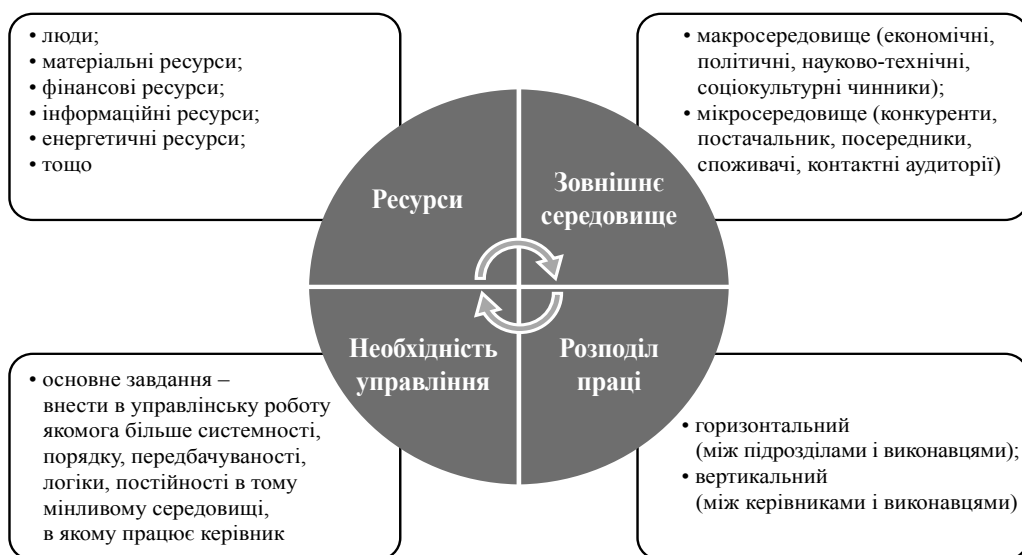 • люди;
• матеріальні ресурси;
• фінансові ресурси;
• інформаційні ресурси;
• енергетичні ресурси;
• тощо
• макросередовище (економічні,
політичні, науково-технічні,
соціокультурні чинники);
• мікросередовище (конкуренти,
постачальник, посередники,
споживачі, контактні аудиторії)
Ресурси
Зовнішнє
середовище
Необхідність
управління
Розподіл
праці
• основне завдання –
внести в управлінську роботу
якомога більше системності,
порядку, передбачуваності,
логіки, постійності в тому
мінливому середовищі,
в якому працює керівник
• горизонтальний
(між підрозділами і виконавцями);
• вертикальний
(між керівниками і виконавцями)